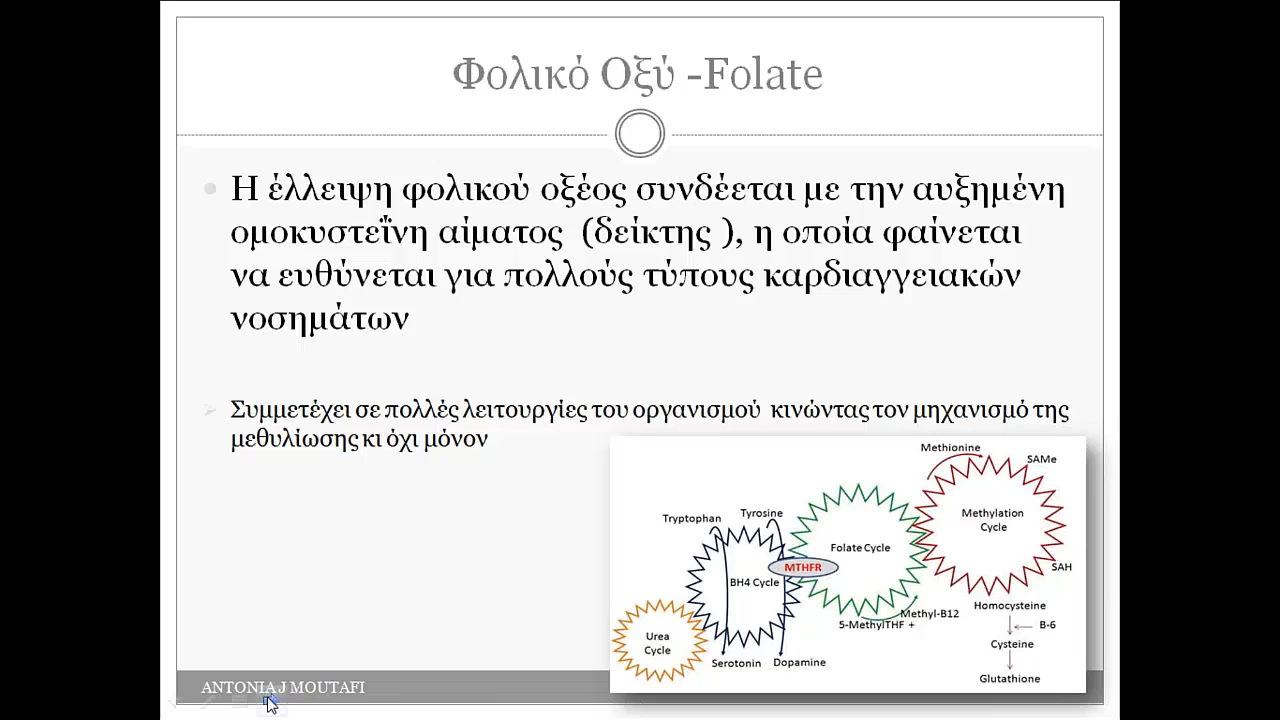 Φολικό Οξύ -Folate
Η έλλειψη φολικού οξέος συνδέεται με την αυξημένη
ομοκυστεΐνη αίματος (δείκτης ), η οποία φαίνεται
να ευθύνεται για πολλούς τύπους καρδιαγγειακών
νοσημάτων
Συμμετέχει σε πολλές λειτουργίες του οργανισμού κινώντας τον μηχανισμό της
μεθυλίωσης κι όχι μόνον
Methionine
SAMe
Tryptophan
Tyrosine
Methylation
Cycle
Folate Cycle
MTHFR
BH4 Cycle
SAH
Homocysteine
Methyl-B12
5-MethylTHF +
B-6
Urea
Cycle
Cysteine
Serotonin
Dopamine
Glutathione
ANTONIA J MOUTAFI